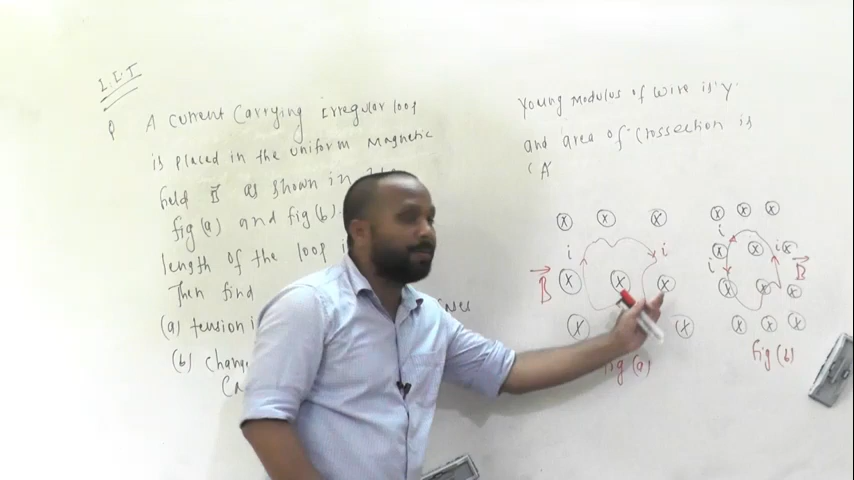 I.I.T
Q A current Carrying Irregular loop
is placed in the uniform Magnetic
field B as shown in
fig(a) and fig(b).
length of the loop
Then find
(a) tension
(b)
Young Modulus of wire is 'Y'
and area of crossection is
'A'
i
i
B
fig(a)
i
i
i
B
fig(b)